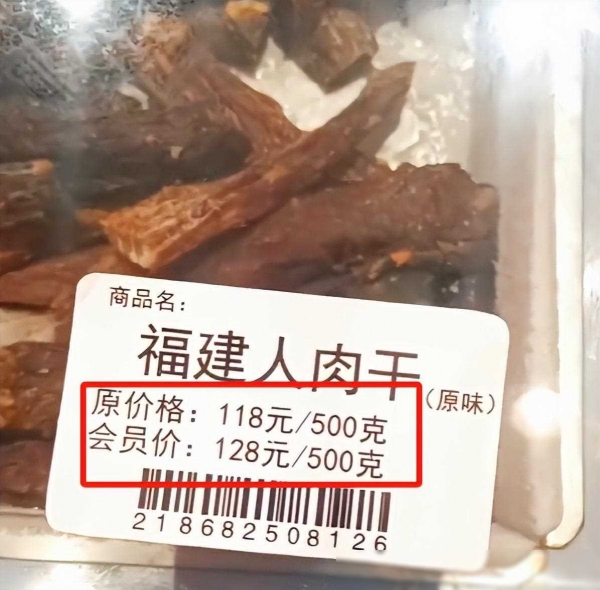 商品名：
福建人肉干（原味）
原价格：118元/500克
会员价：128元/500克
218682508126